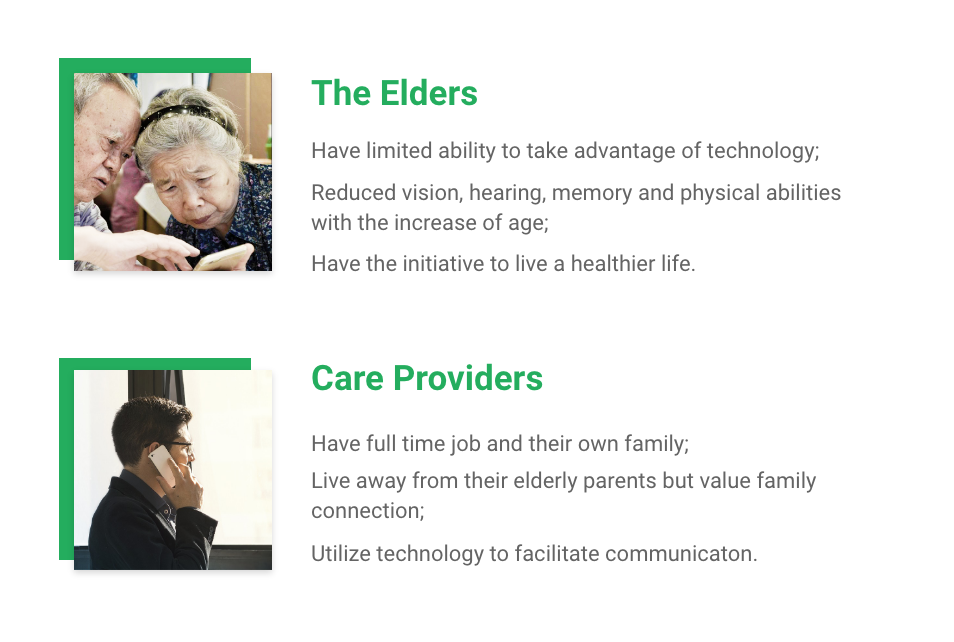 The Elders
Have limited ability to take advantage of technology;
Reduced vision, hearing, memory and physical abilities
with the increase of age;
Have the initiative to live a healthier life.
Care Providers
Have full time job and their own family;
Live away from their elderly parents but value family
connection;
Utilize technology to facilitate communicaton.